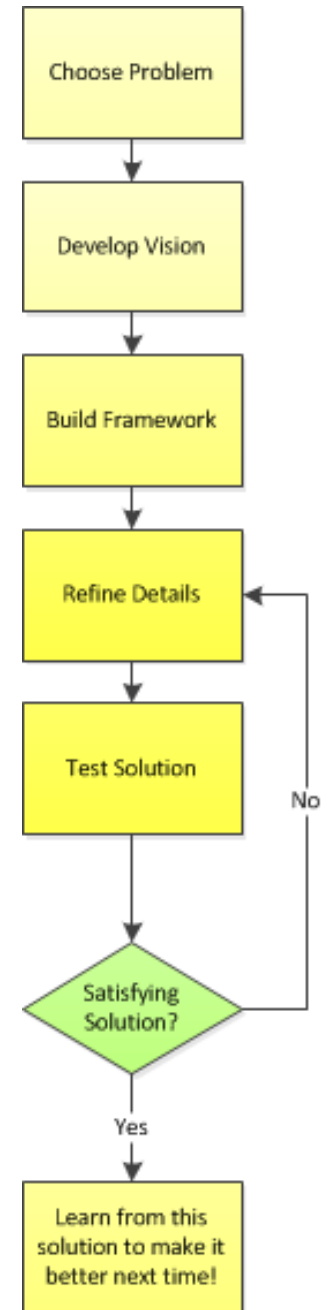 Choose Problem
Develop Vision
Build Framework
Refine Details
Test Solution
No
Satisfying
Solution?
Yes
Learn from this
solution to make it
better next time!